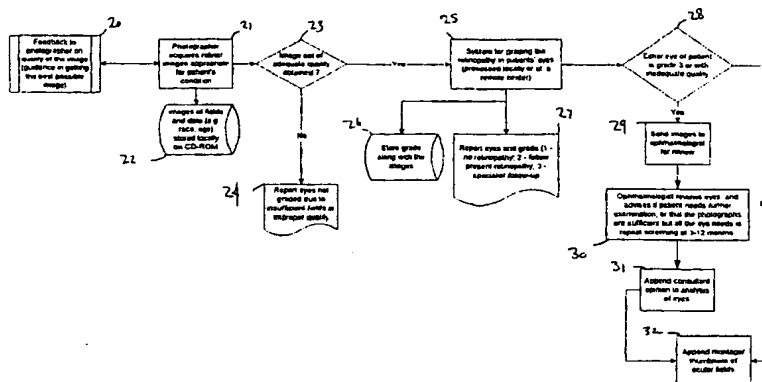 20
Feedback to
photographer on
quality of the image
(guidance in getting
the best possible
image)
21
Photographer
acquires retinal
images appropriate
for patient's
condition
22
Images of fields
and data (e.g.
race, age)
stored locally
on CD-ROM
23
Image set of
adequate quality
obtained ?
Yes
No
24
Report eyes not
graded due to
insufficient fields or
improper quality
25
System for grading the
retinopathy in patients' eyes
(processed locally or at a
remote center)
26
Store grade
along with the
images
27
Report eyes and grade (1 -
no retinopathy; 2 -
present retinopathy, 3 -
specialist follow-up
28
Either eye of patient
is grade 3 or with
inadequate quality
Yes
29
Send images to
ophthalmologist for
review
30
Ophthalmologist reviews eyes and
advises if patient needs further
examination, or that the photographs
are sufficient but all the eye needs is
repeat screening at 3-12 months
31
Append consultant
opinion to analysis
of eyes
32
Append montage/
thumbnails of
ocular fields